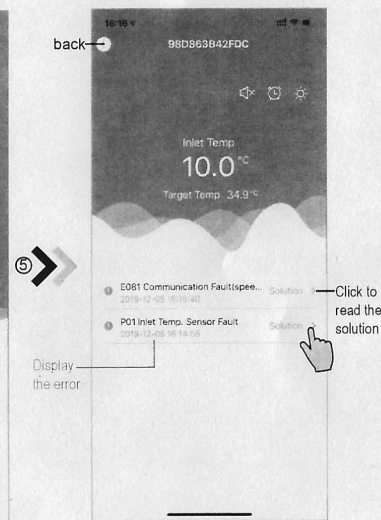 16:16
back
98D863B42FDC
Inlet Temp
10.0°C
Target Temp 34.9°C
⑤
E081 Communication Fault(spee... Solution >
2019-12-05 16:16:40
Click to
read the
solution
P01 Inlet Temp. Sensor Fault Solution >
2019-12-05 16:14:55
Display
the error